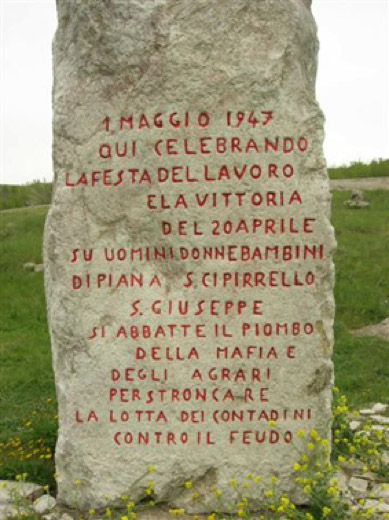 1 MAGGIO 1947
QUI CELEBRANDO
LA FESTA DEL LAVORO
E LA VITTORIA
DEL 20 APRILE
SU UOMINI DONNE BAMBINI
DI PIANA S. CIPIRRELLO
S. GIUSEPPE
SI ABBATTE IL PIOMBO
DELLA MAFIA E
DEGLI AGRARI
PER STRONCARE
LA LOTTA DEI CONTADINI
CONTRO IL FEUDO